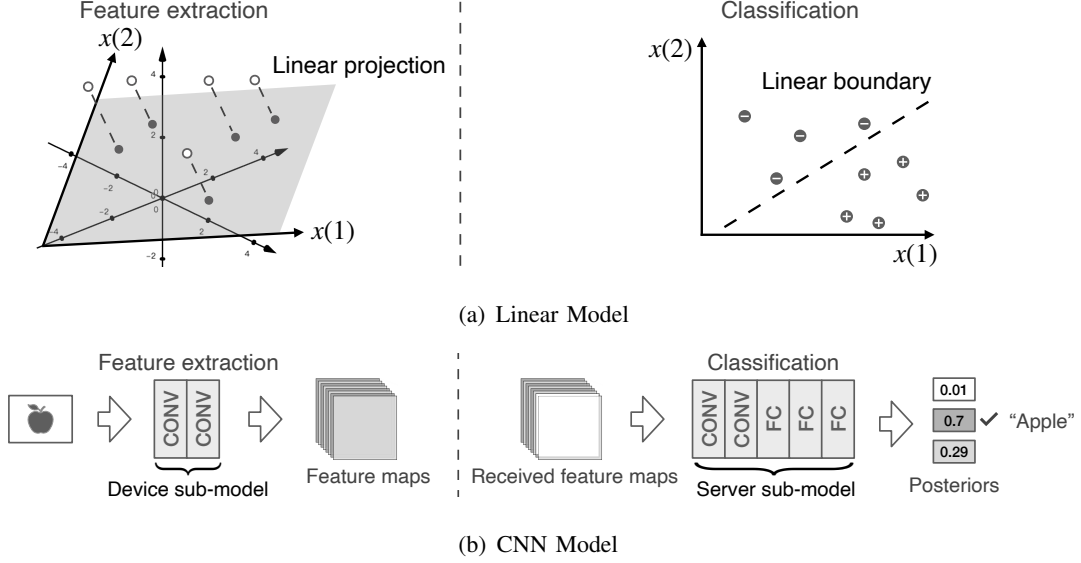 Feature extraction
Classification
x(2)
Linear projection
4
2
4
2
0
0
0
−4
−2
−2
−4
2
4
−2
x(1)
x(2)
Linear boundary
x(1)
(a) Linear Model
Feature extraction
Classification
CONV
CONV
CONV
CONV
FC
FC
FC
0.01
0.7
"Apple"
0.29
Device sub-model
Feature maps
Received feature maps
Server sub-model
Posteriors
(b) CNN Model